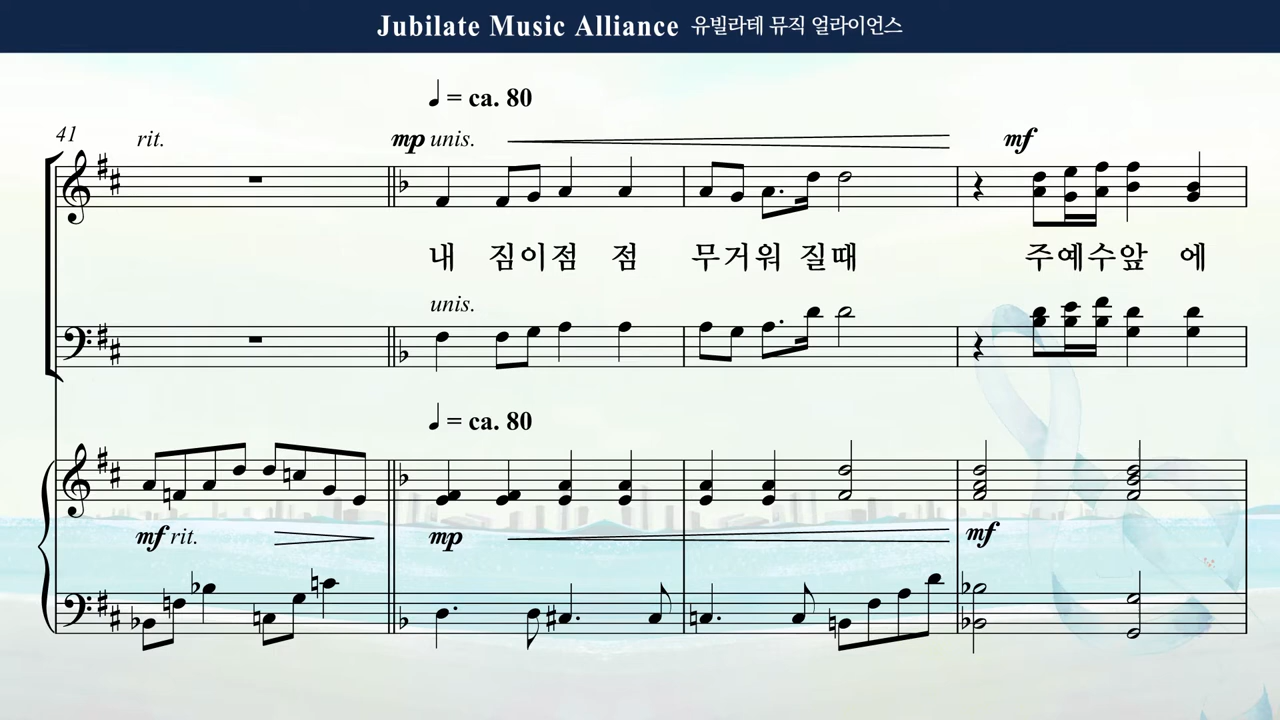 Jubilate Music Alliance 유빌라테 뮤직 얼라이언스
♩ = ca. 80
41 rit. mp unis. mf
내 짐이점 점 무거워 질때 주예수앞 에
unis.
♩ = ca. 80
mf rit. mp mf